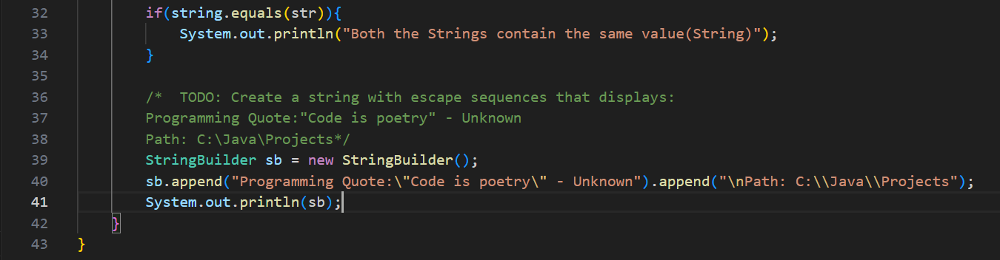 32 if(string.equals(str)){
33 System.out.println("Both the Strings contain the same value(String)");
34 }
35
36 /*  TODO: Create a string with escape sequences that displays:
37 Programming Quote:"Code is poetry" - Unknown
38 Path: C:\Java\Projects*/
39 StringBuilder sb = new StringBuilder();
40 sb.append("Programming Quote:\"Code is poetry\" - Unknown").append("\nPath: C:\\Java\\Projects");
41 System.out.println(sb);
42 }
43 }